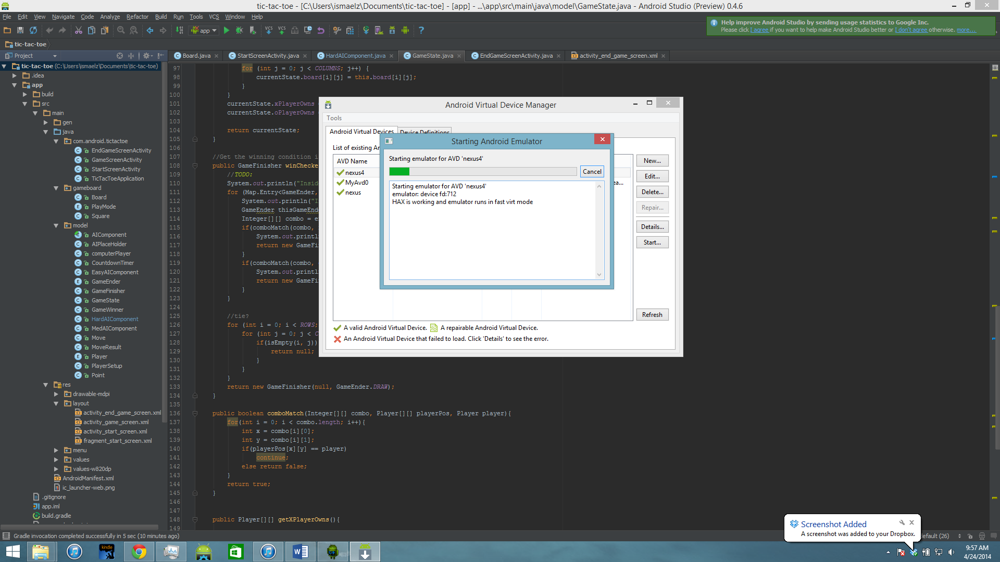 tic-tac-toe - [C:\Users\ismaelz\Documents\tic-tac-toe] - [app] - ...\app\src\main\java\model\GameState.java - Android Studio (Preview) 0.4.6
File Edit View Navigate Code Analyze Refactor Build Run Tools VCS Window Help
app
Help improve Android Studio by sending usage statistics to Google Inc.
Please click I agree if you want to help make Android Studio better or I don't agree otherwise. more...
tic-tac-toe
Project
Board.java StartScreenActivity.java HardAIComponent.java GameState.java EndGameScreenActivity.java activity_end_game_screen.xml
tic-tac-toe (C:\Users\ismaelz\Documents\tic-tac-toe)
.idea
app
build
src
main
gen
java
com.android.tictactoe
EndGameScreenActivity
GameScreenActivity
StartScreenActivity
TicTacToeApplication
gameboard
Board
PlayMode
Square
model
AIComponent
AIPlaceHolder
computerPlayer
CountdownTimer
EasyAIComponent
GameEnder
GameFinisher
GameState
GameWinner
HardAIComponent
MedAIComponent
Move
MoveResult
Player
PlayerSetup
Point
res
drawable-mdpi
layout
activity_end_game_screen.xml
activity_game_screen.xml
activity_start_screen.xml
fragment_start_screen.xml
menu
values
values-w820dp
AndroidManifest.xml
ic_launcher-web.png
.gitignore
app.iml
build.gradle
97 for (int j = 0; j < COLUMNS; j++) {
98 currentState.board[i][j] = this.board[i][j];
99 }
100 }
101 currentState.xPlayerOwns
102 currentState.oPlayerOwns
103
104 return currentState;
105 }
106
107 //Get the winning condition i
108 public GameFinisher winChecke
109 //TODO:
110 System.out.println("Insid
111 for (Map.Entry<GameEnder,
112 System.out.println("I
113 GameEnder thisGameEnd
114 Integer[][] combo = e
115 if(comboMatch(combo,
116 System.out.printl
117 return new GameFi
118 }
119 if(comboMatch(combo,
120 System.out.printl
121 return new GameFi
122 }
123 }
124
125 //tie?
126 for (int i = 0; i < ROWS;
127 for (int j = 0; j < C
128 if(isEmpty(i, j))
129 return null;
130 }
131 }
132 }
133 return new GameFinisher(null, GameEnder.DRAW);
134 }
135
136 public boolean comboMatch(Integer[][] combo, Player[][] playerPos, Player player){
137 for(int i = 0; i < combo.length; i++){
138 int x = combo[i][0];
139 int y = combo[i][1];
140 if(playerPos[x][y] == player)
141 continue;
142 else return false;
143 }
144 return true;
145 }
146
147
148 public Player[][] getXPlayerOwns(){
149
Android Virtual Device Manager
Tools
Android Virtual Devices Device Definitions
List of existing An
AVD Name
nexus4
MyAvd0
nexus
ea...
New...
Edit...
Delete...
Repair...
Details...
Start...
Refresh
A valid Android Virtual Device. A repairable Android Virtual Device.
An Android Virtual Device that failed to load. Click 'Details' to see the error.
Starting Android Emulator
Starting emulator for AVD 'nexus4'
Cancel
Starting emulator for AVD 'nexus4'
emulator: device fd:712
HAX is working and emulator runs in fast virt mode
Screenshot Added
A screenshot was added to your Dropbox.
Gradle invocation completed successfully in 5 sec (10 minutes ago)
default (26)
kindle
9:57 AM
4/24/2014